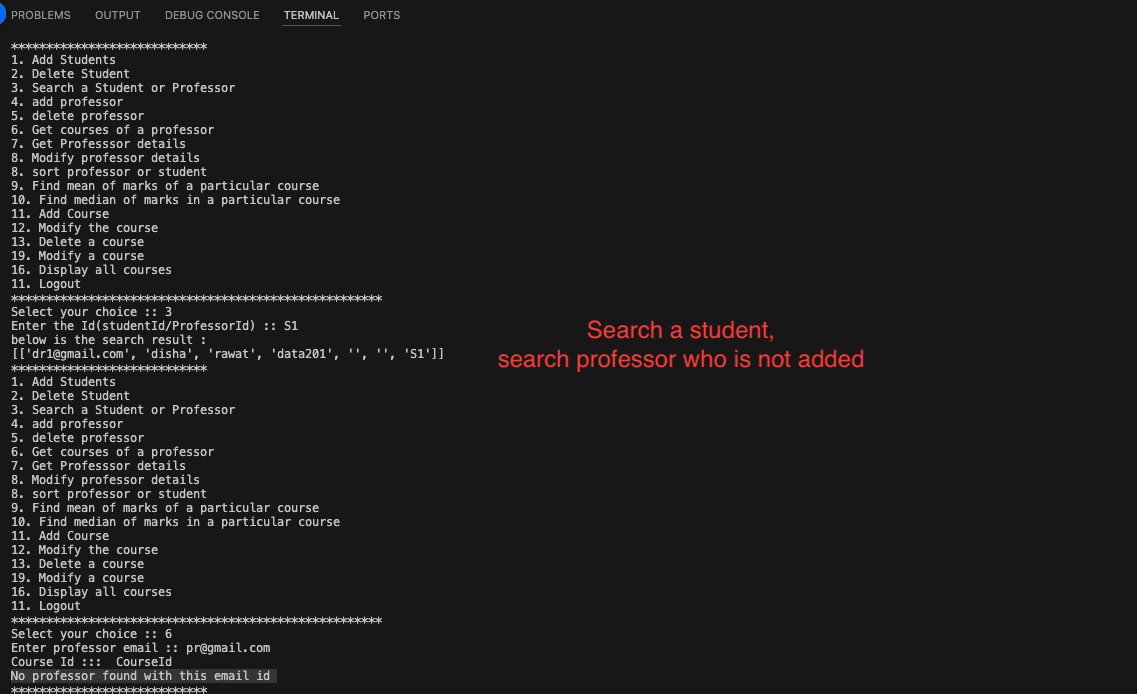 PROBLEMS OUTPUT DEBUG CONSOLE TERMINAL PORTS
****************************
1. Add Students
2. Delete Student
3. Search a Student or Professor
4. add professor
5. delete professor
6. Get courses of a professor
7. Get Professsor details
8. Modify professor details
8. sort professor or student
9. Find mean of marks of a particular course
10. Find median of marks in a particular course
11. Add Course
12. Modify the course
13. Delete a course
19. Modify a course
16. Display all courses
11. Logout
*****************************************************
Select your choice :: 3
Enter the Id(studentId/ProfessorId) :: S1
below is the search result :
[['dr1@gmail.com', 'disha', 'rawat', 'data201', '', '', 'S1']]
Search a student,
search professor who is not added
****************************
1. Add Students
2. Delete Student
3. Search a Student or Professor
4. add professor
5. delete professor
6. Get courses of a professor
7. Get Professsor details
8. Modify professor details
8. sort professor or student
9. Find mean of marks of a particular course
10. Find median of marks in a particular course
11. Add Course
12. Modify the course
13. Delete a course
19. Modify a course
16. Display all courses
11. Logout
*****************************************************
Select your choice :: 6
Enter professor email :: pr@gmail.com
Course Id :::  CourseId
No professor found with this email id
****************************